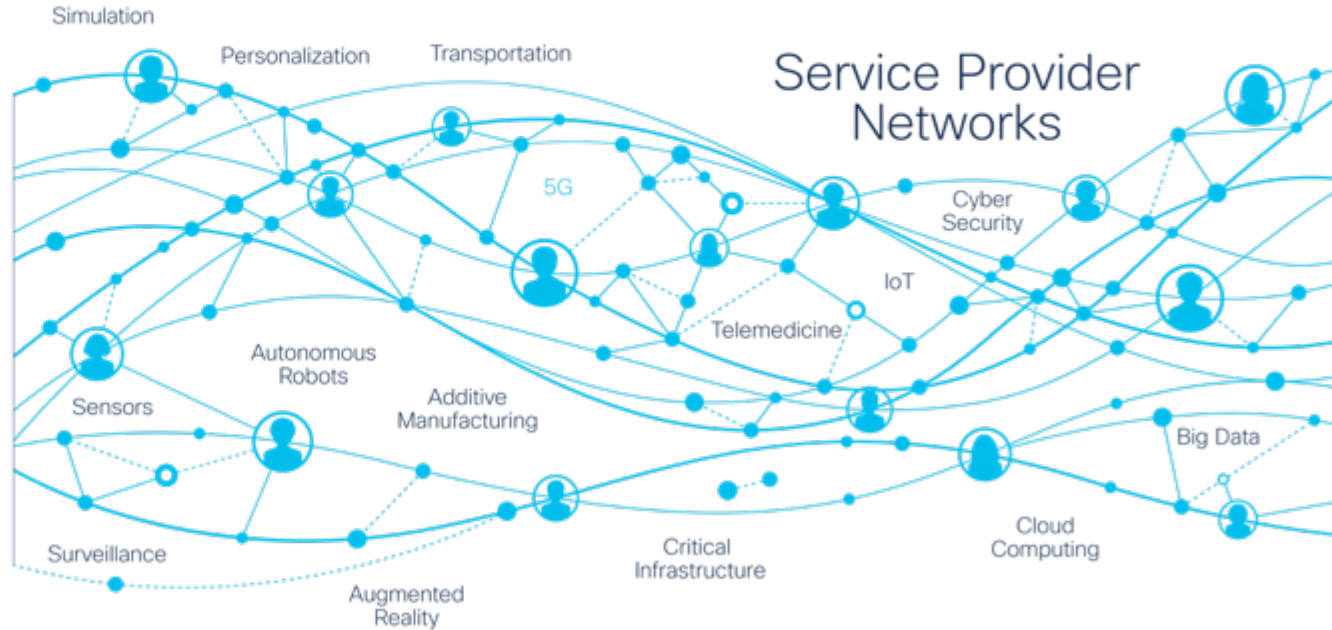 Simulation
Personalization
Transportation
Service Provider
Networks
5G
Cyber
Security
IoT
Telemedicine
Autonomous
Robots
Sensors
Additive
Manufacturing
Big Data
Surveillance
Critical
Infrastructure
Cloud
Computing
Augmented
Reality